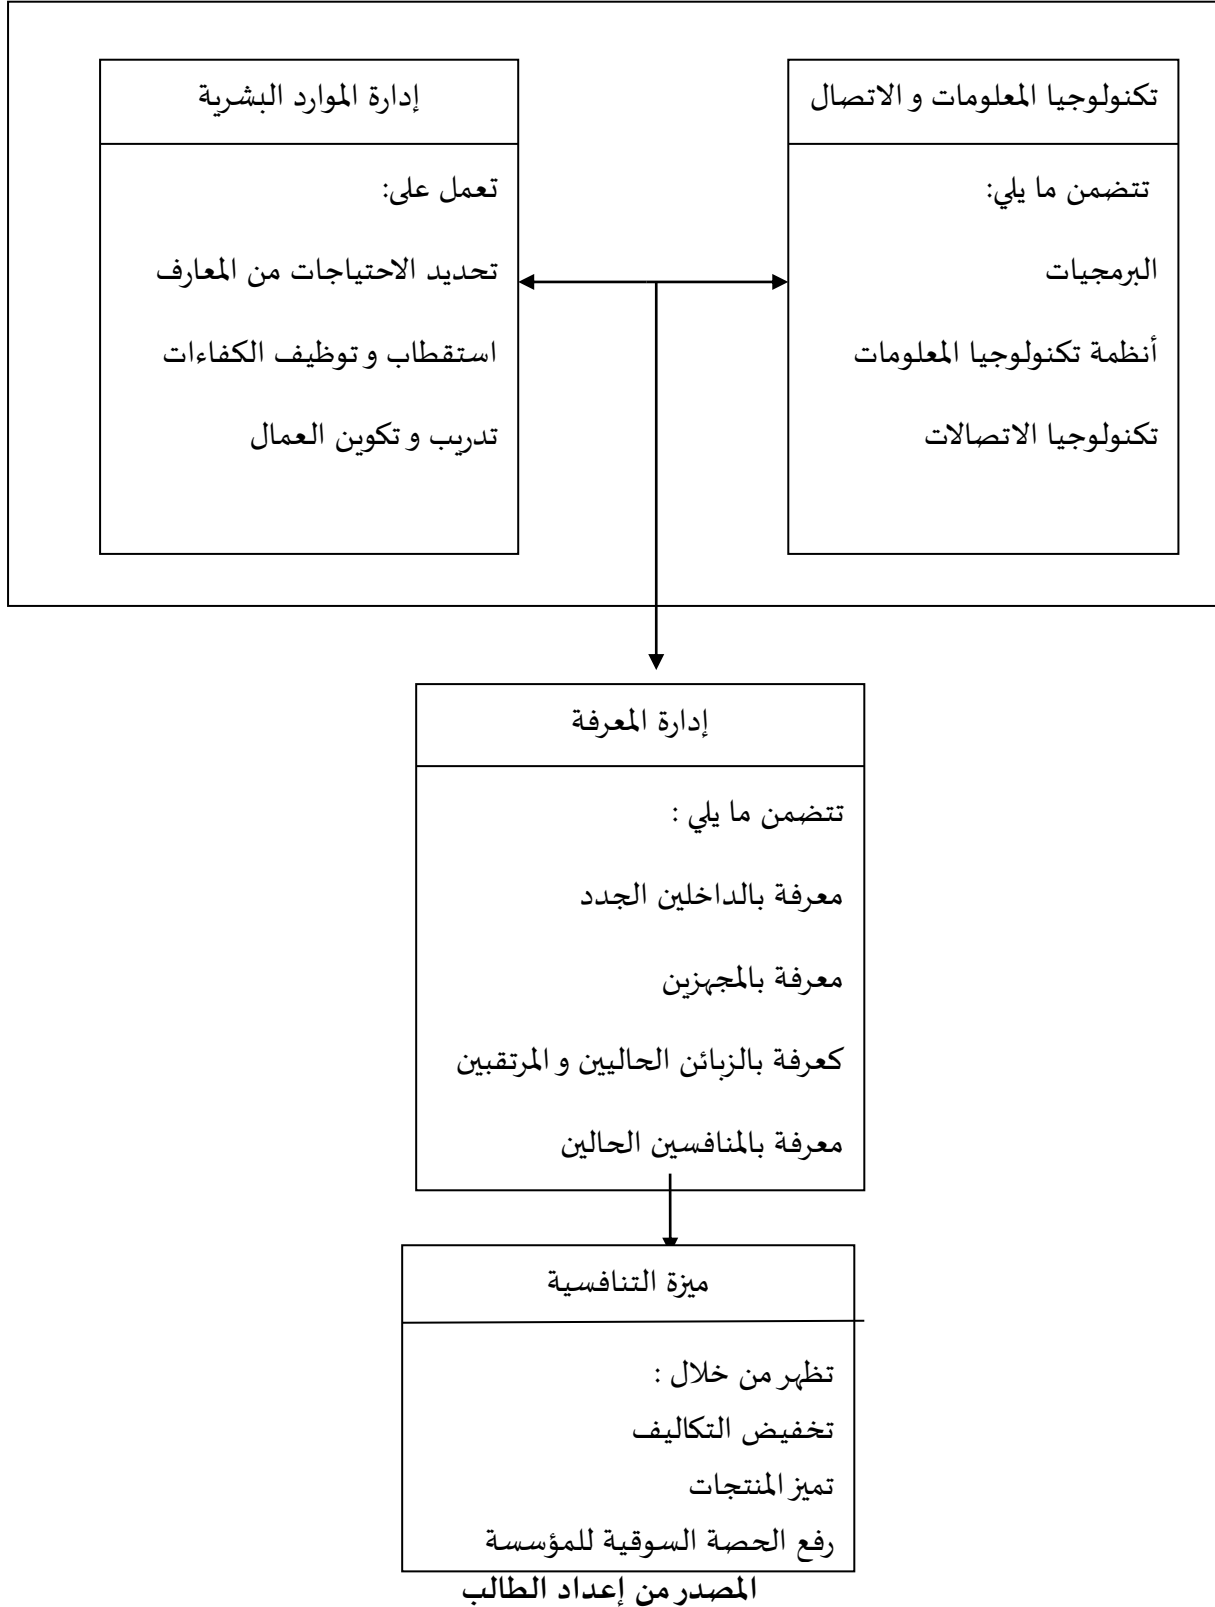 تكنولوجيا المعلومات و الاتصال
تتضمن ما يلي:
البرمجيات
أنظمة تكنولوجيا المعلومات
تكنولوجيا الاتصالات
إدارة الموارد البشرية
تعمل على:
تحديد الاحتياجات من المعارف
استقطاب و توظيف الكفاءات
تدريب و تكوين العمال
إدارة المعرفة
تتضمن ما يلي :
معرفة بالداخلين الجدد
معرفة بالمجهزين
كعرفة بالزبائن الحاليين و المرتقبين
معرفة بالمنافسين الحالين
ميزة التنافسية
تظهر من خلال :
تخفيض التكاليف
تميز المنتجات
رفع الحصة السوقية للمؤسسة
المصدر من إعداد الطالب